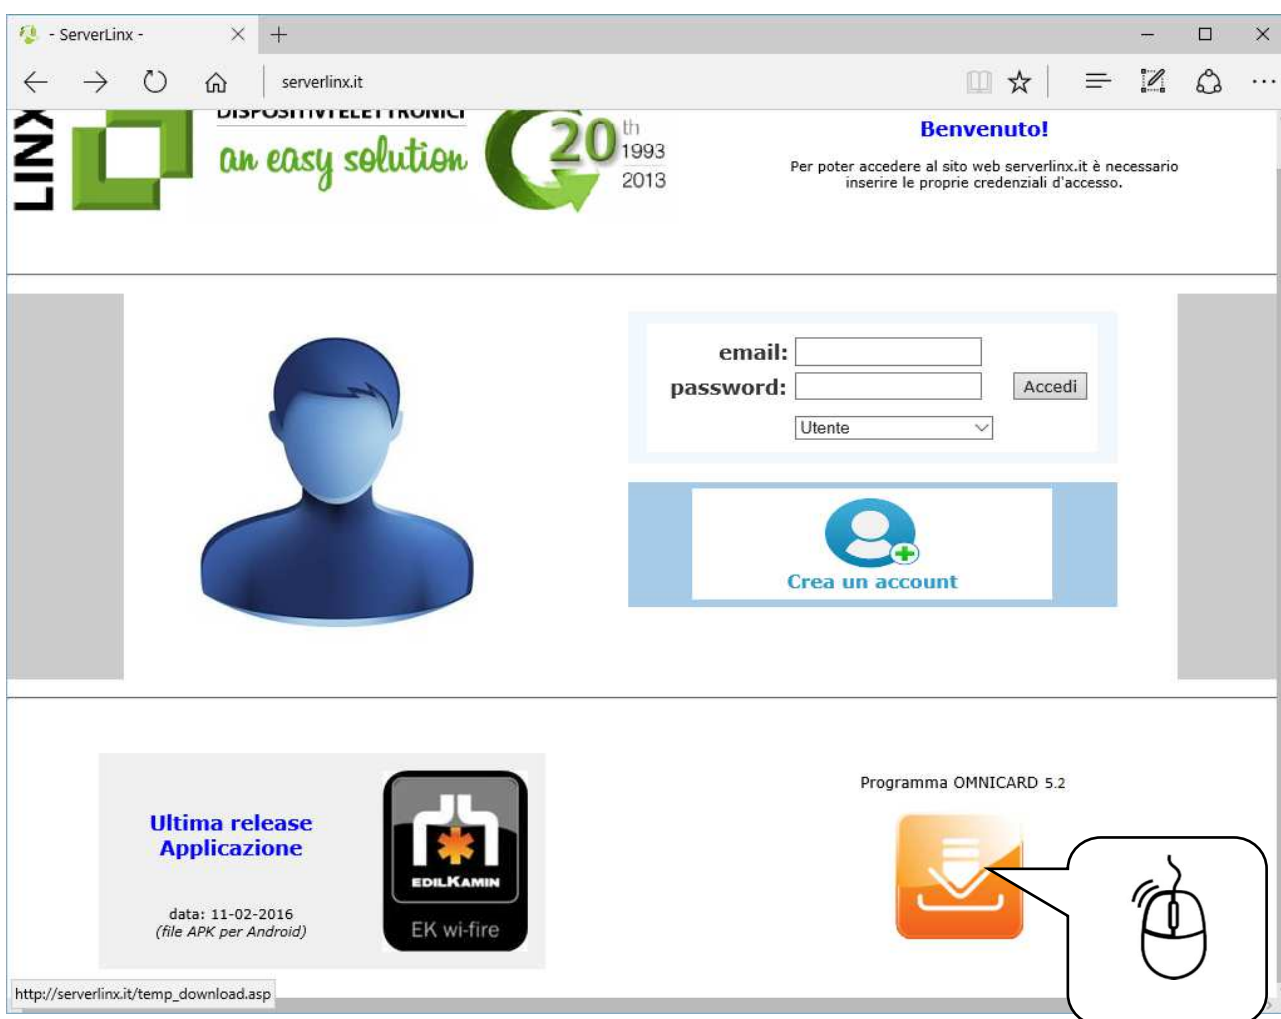 - ServerLinx -
serverlinx.it
LINX
DISPOSITIVI ELETTRONICI
an easy solution
20th
1993
2013
Benvenuto!
Per poter accedere al sito web serverlinx.it è necessario
inserire le proprie credenziali d'accesso.
email:
password:
Accedi
Utente
Crea un account
Ultima release
Applicazione
data: 11-02-2016
(file APK per Android)
EDILKAMIN
EK wi-fire
Programma OMNICARD 5.2
http://serverlinx.it/temp_download.asp